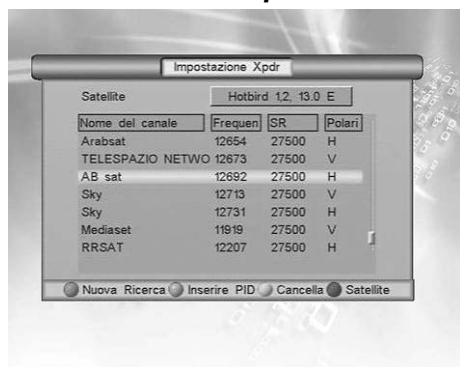 Impostazione Xpdr
Satellite Hotbird 1,2, 13.0 E
Nome del canale Frequen SR Polari
Arabsat 12654 27500 H
TELESPAZIO NETWO 12673 27500 V
AB sat 12692 27500 H
Sky 12713 27500 V
Sky 12731 27500 H
Mediaset 11919 27500 V
RRSAT 12207 27500 H
Nuova Ricerca Inserire PID Cancella Satellite